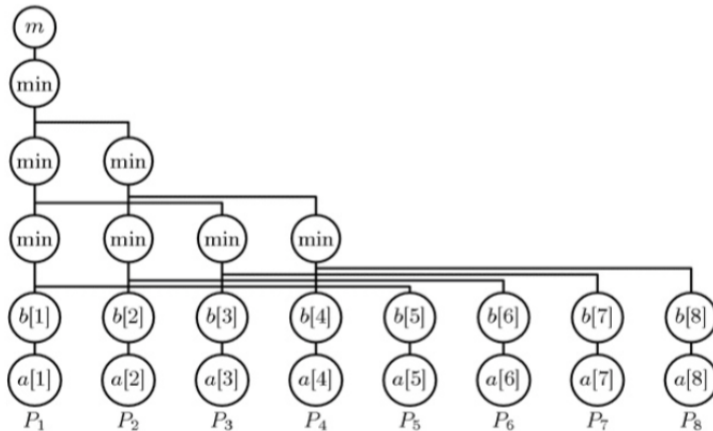 m
min
min min
min min min min
b[1] b[2] b[3] b[4] b[5] b[6] b[7] b[8]
a[1] a[2] a[3] a[4] a[5] a[6] a[7] a[8]
P₁ P₂ P₃ P₄ P₅ P₆ P₇ P₈